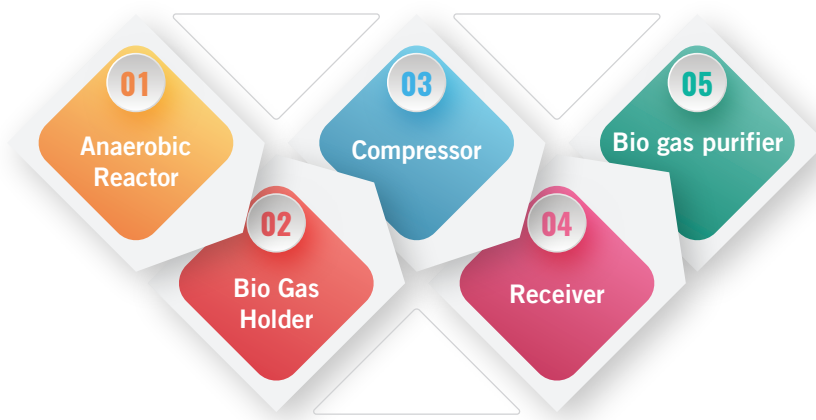 01
Anaerobic
Reactor
02
Bio Gas
Holder
03
Compressor
04
Receiver
05
Bio gas purifier